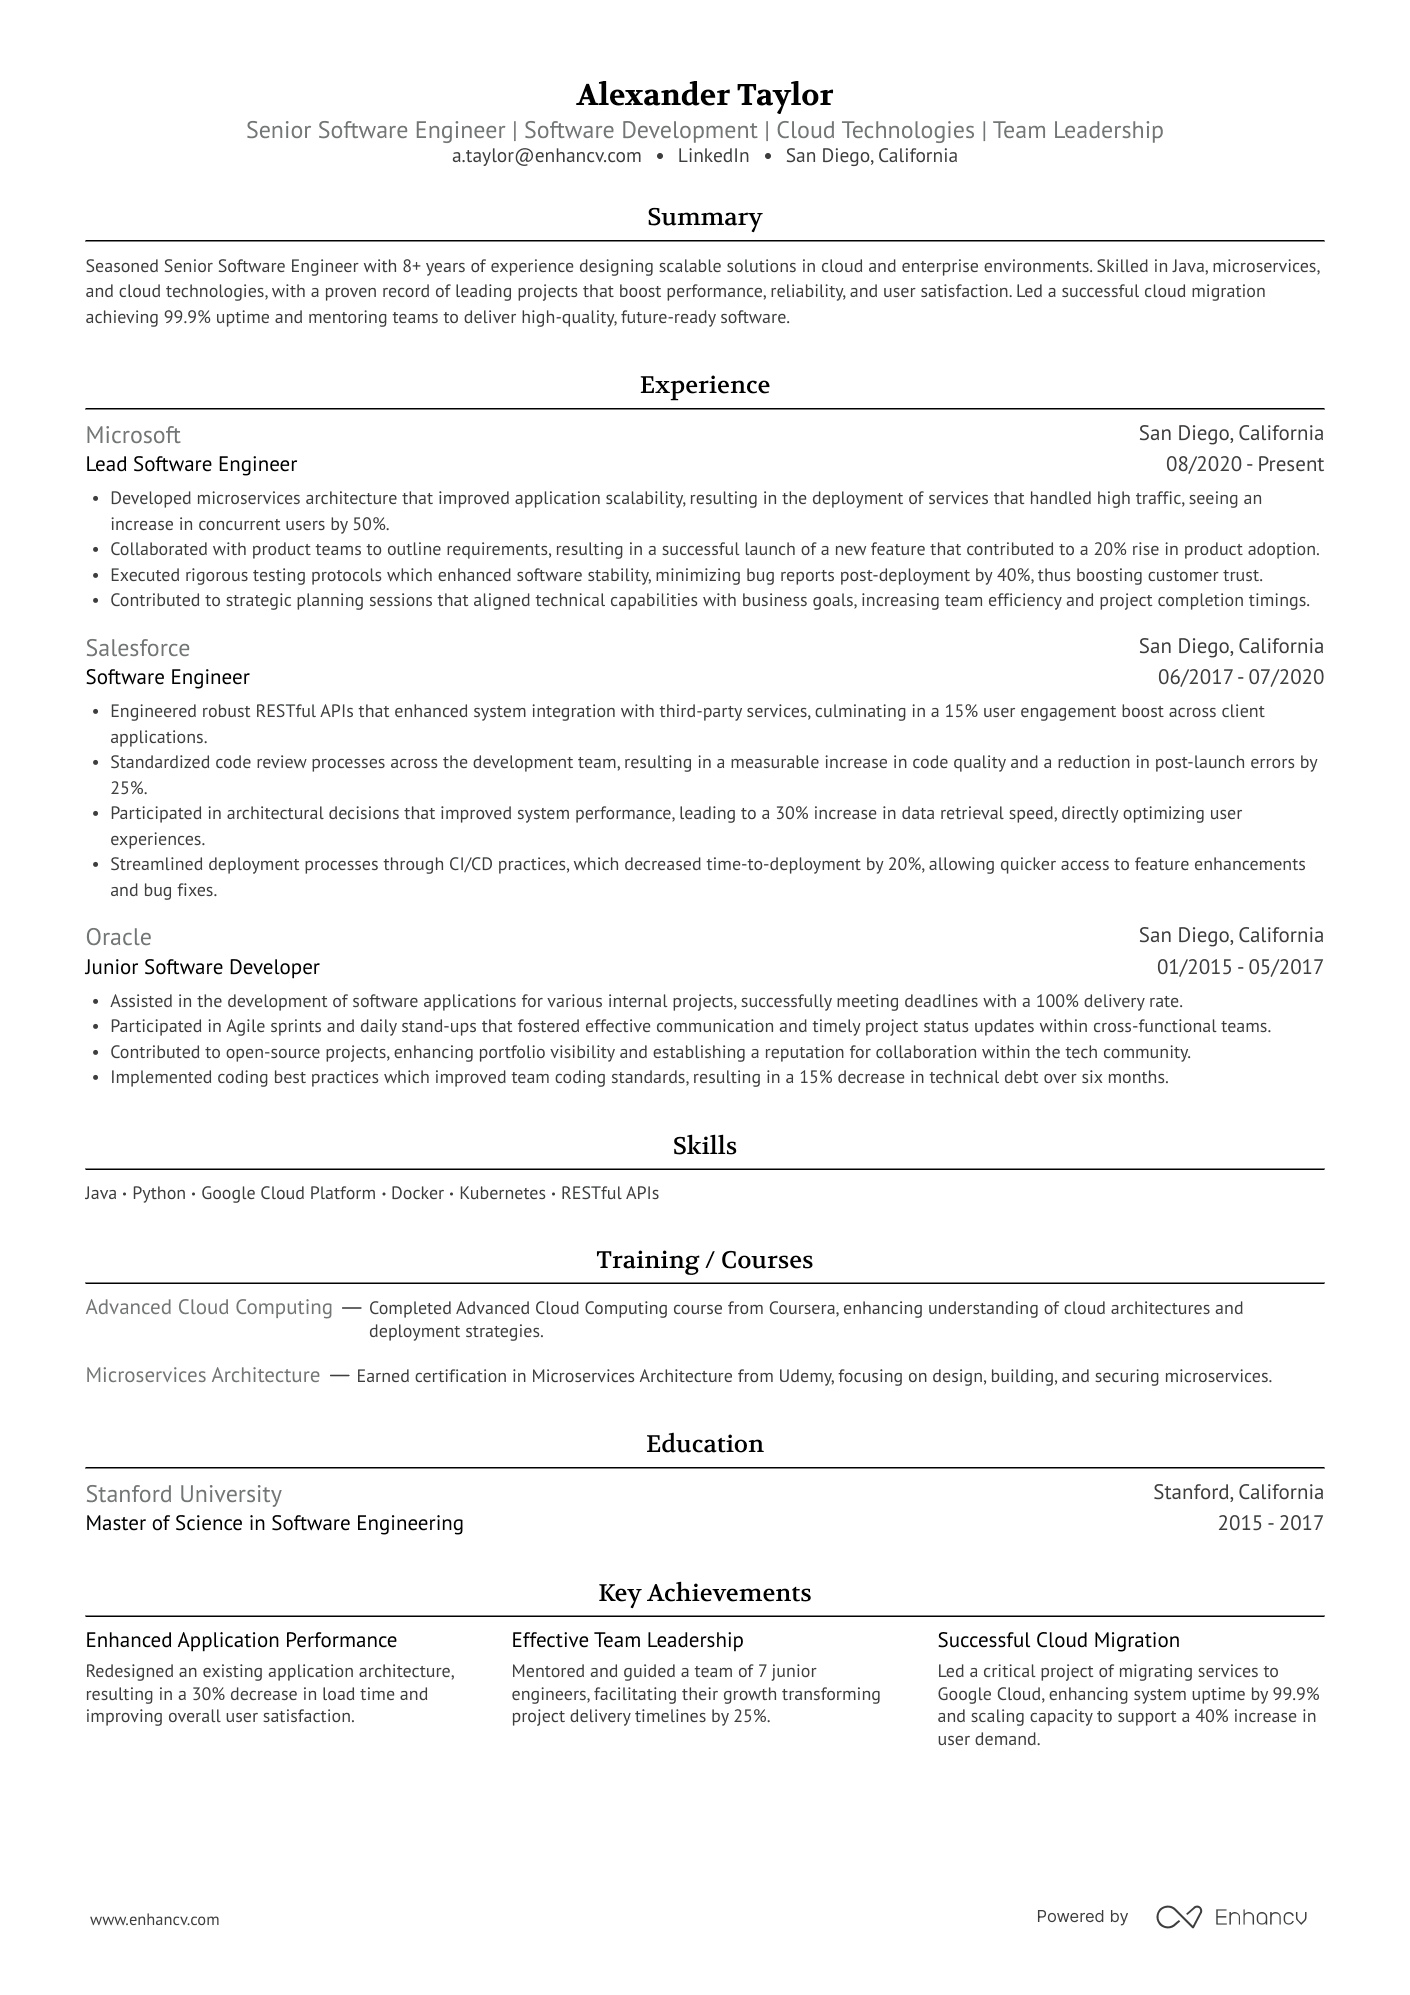 Alexander Taylor
Senior Software Engineer | Software Development | Cloud Technologies | Team Leadership
a.taylor@enhancv.com • LinkedIn • San Diego, California
Summary
Seasoned Senior Software Engineer with 8+ years of experience designing scalable solutions in cloud and enterprise environments. Skilled in Java, microservices,
and cloud technologies, with a proven record of leading projects that boost performance, reliability, and user satisfaction. Led a successful cloud migration
achieving 99.9% uptime and mentoring teams to deliver high-quality, future-ready software.
Experience
Microsoft San Diego, California
Lead Software Engineer 08/2020 - Present
• Developed microservices architecture that improved application scalability, resulting in the deployment of services that handled high traffic, seeing an
increase in concurrent users by 50%.
• Collaborated with product teams to outline requirements, resulting in a successful launch of a new feature that contributed to a 20% rise in product adoption.
• Executed rigorous testing protocols which enhanced software stability, minimizing bug reports post-deployment by 40%, thus boosting customer trust.
• Contributed to strategic planning sessions that aligned technical capabilities with business goals, increasing team efficiency and project completion timings.
Salesforce San Diego, California
Software Engineer 06/2017 - 07/2020
• Engineered robust RESTful APIs that enhanced system integration with third-party services, culminating in a 15% user engagement boost across client
applications.
• Standardized code review processes across the development team, resulting in a measurable increase in code quality and a reduction in post-launch errors by
25%.
• Participated in architectural decisions that improved system performance, leading to a 30% increase in data retrieval speed, directly optimizing user
experiences.
• Streamlined deployment processes through CI/CD practices, which decreased time-to-deployment by 20%, allowing quicker access to feature enhancements
and bug fixes.
Oracle San Diego, California
Junior Software Developer 01/2015 - 05/2017
• Assisted in the development of software applications for various internal projects, successfully meeting deadlines with a 100% delivery rate.
• Participated in Agile sprints and daily stand-ups that fostered effective communication and timely project status updates within cross-functional teams.
• Contributed to open-source projects, enhancing portfolio visibility and establishing a reputation for collaboration within the tech community.
• Implemented coding best practices which improved team coding standards, resulting in a 15% decrease in technical debt over six months.
Skills
Java · Python · Google Cloud Platform · Docker · Kubernetes · RESTful APIs
Training / Courses
Advanced Cloud Computing — Completed Advanced Cloud Computing course from Coursera, enhancing understanding of cloud architectures and
deployment strategies.
Microservices Architecture — Earned certification in Microservices Architecture from Udemy, focusing on design, building, and securing microservices.
Education
Stanford University Stanford, California
Master of Science in Software Engineering 2015 - 2017
Key Achievements
Enhanced Application Performance
Redesigned an existing application architecture,
resulting in a 30% decrease in load time and
improving overall user satisfaction.
Effective Team Leadership
Mentored and guided a team of 7 junior
engineers, facilitating their growth transforming
project delivery timelines by 25%.
Successful Cloud Migration
Led a critical project of migrating services to
Google Cloud, enhancing system uptime by 99.9%
and scaling capacity to support a 40% increase in
user demand.
www.enhancv.com Powered by Enhancv